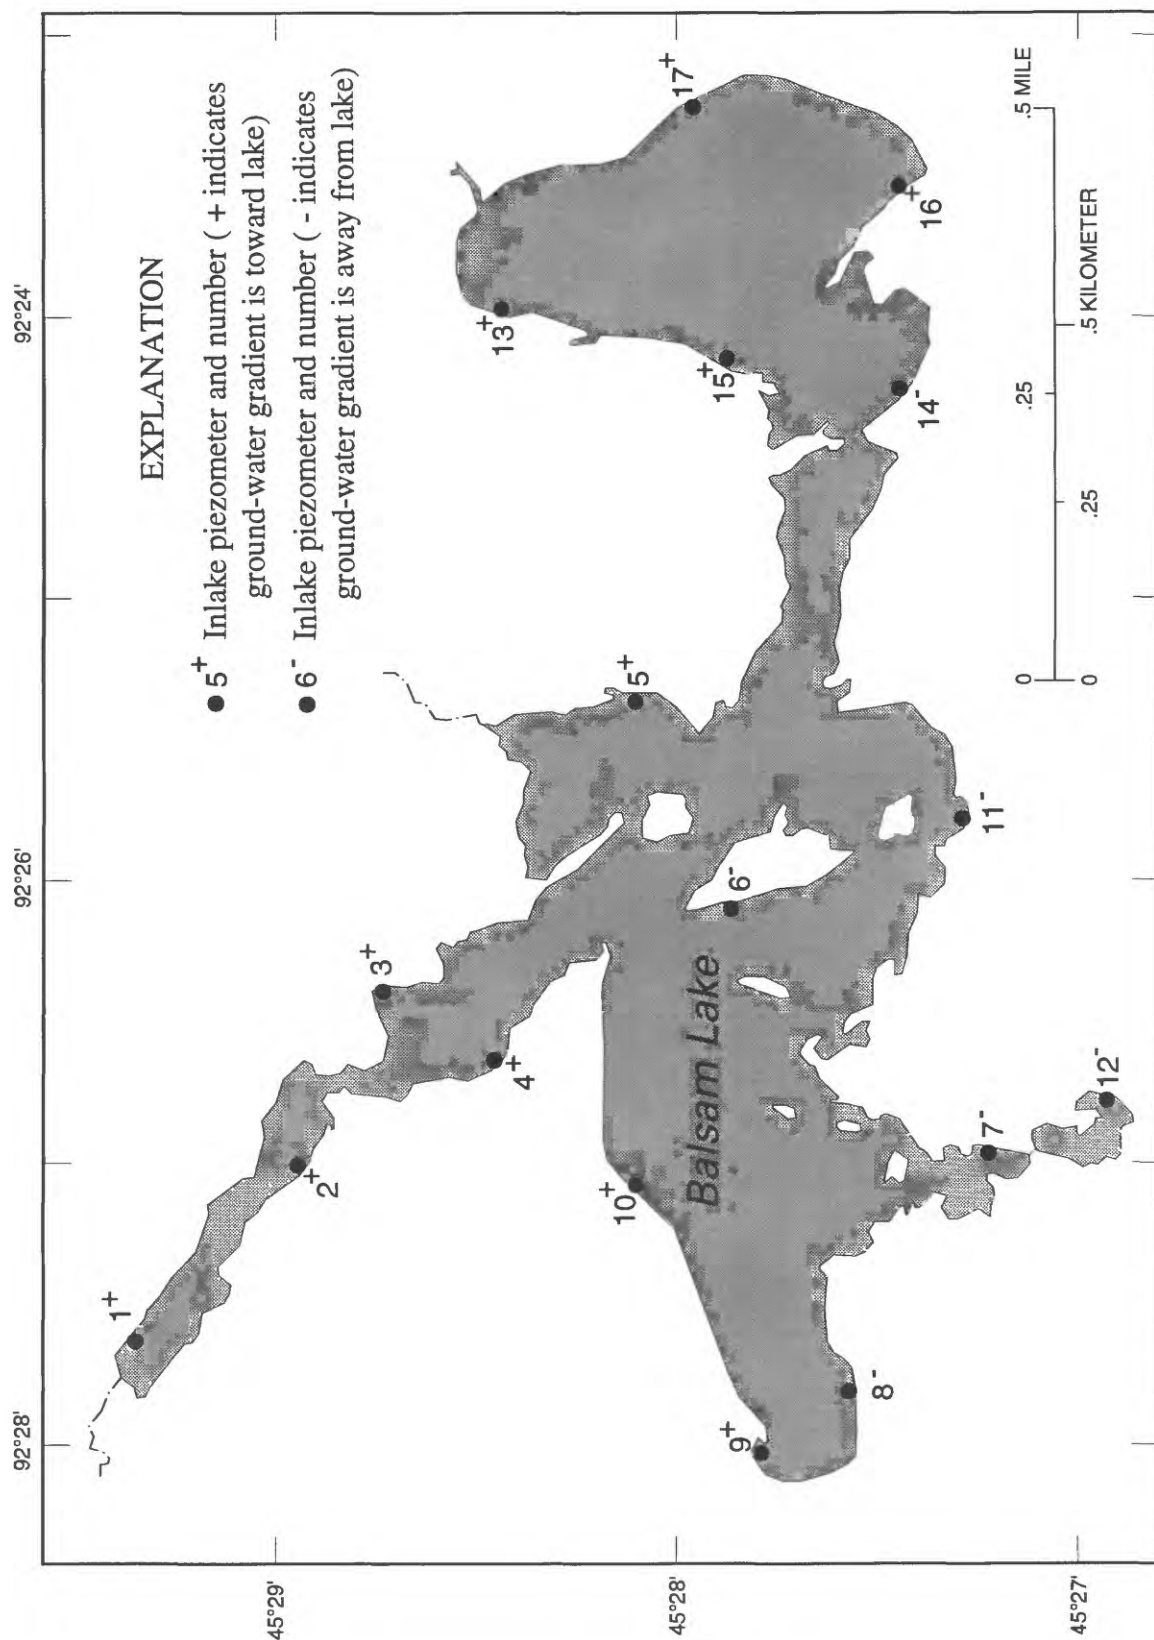 EXPLANATION
5+ Inlake piezometer and number ( + indicates
ground-water gradient is toward lake)
6- Inlake piezometer and number ( - indicates
ground-water gradient is away from lake)
92°28'
92°26'
92°24'
45°29'
45°28'
45°27'
1+
2+
3+
4+
5+
6-
7-
8-
9+
10+
11-
12-
13+
14-
15+
16+
17+
Balsam Lake
0 .25 .5 MILE
0 .25 .5 KILOMETER